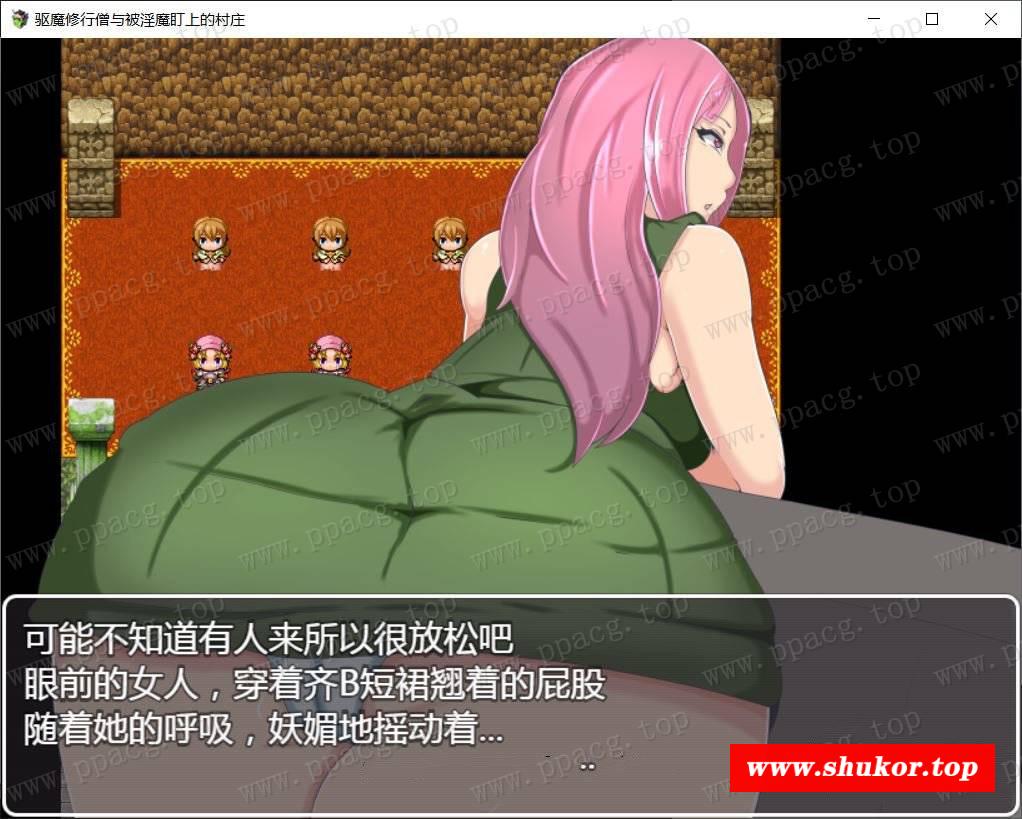 驱魔修行僧与被淫魔盯上的村庄
www.ppacg.top
可能不知道有人来所以很放松吧
眼前的女人，穿着齐B短裙翘着的屁股
随着她的呼吸，妖媚地摇动着...
www.shukor.top